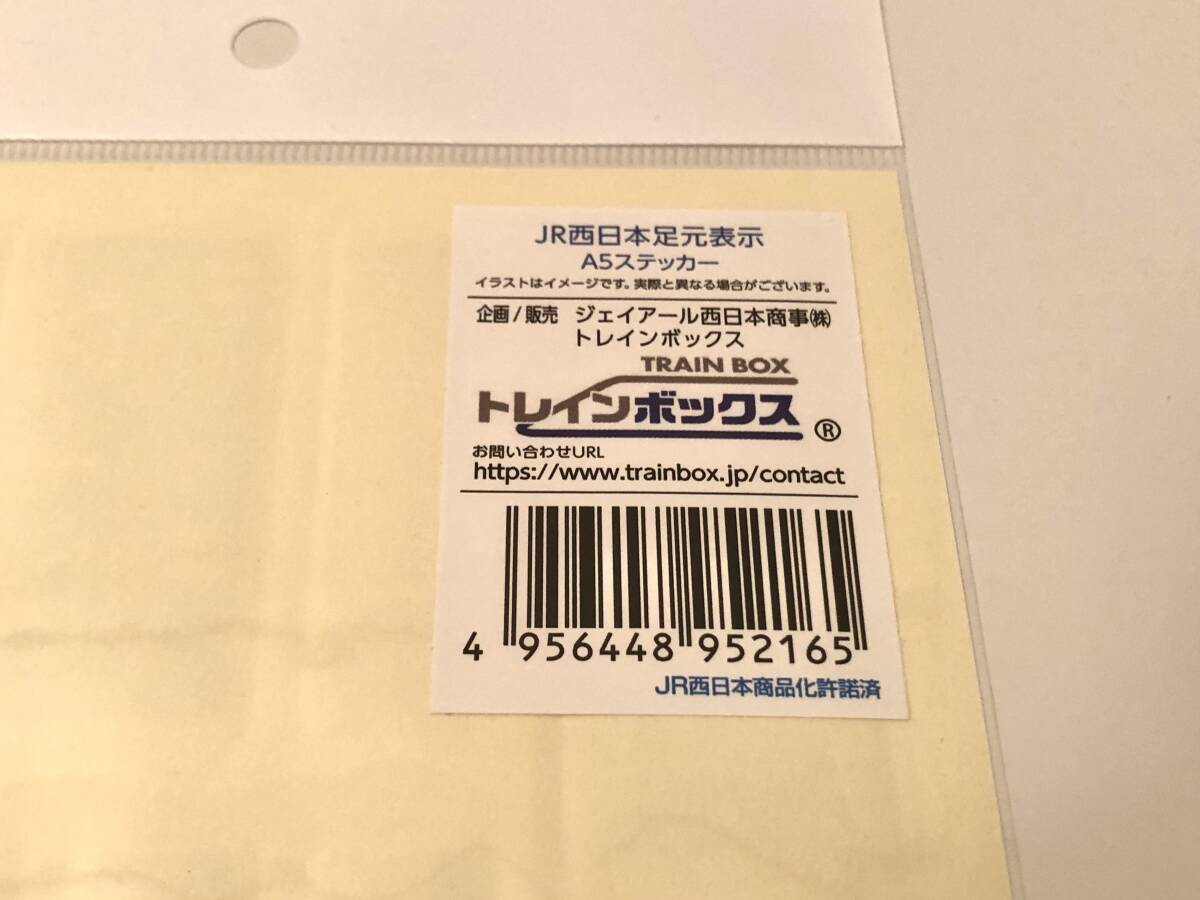 JR西日本足元表示
A5ステッカー
イラストはイメージです。実際と異なる場合がございます。
企画/販売 ジェイアール西日本商事㈱
トレインボックス
TRAIN BOX
トレインボックス ®
お問い合わせURL
https://www.trainbox.jp/contact
4 956448 952165
JR西日本商品化許諾済